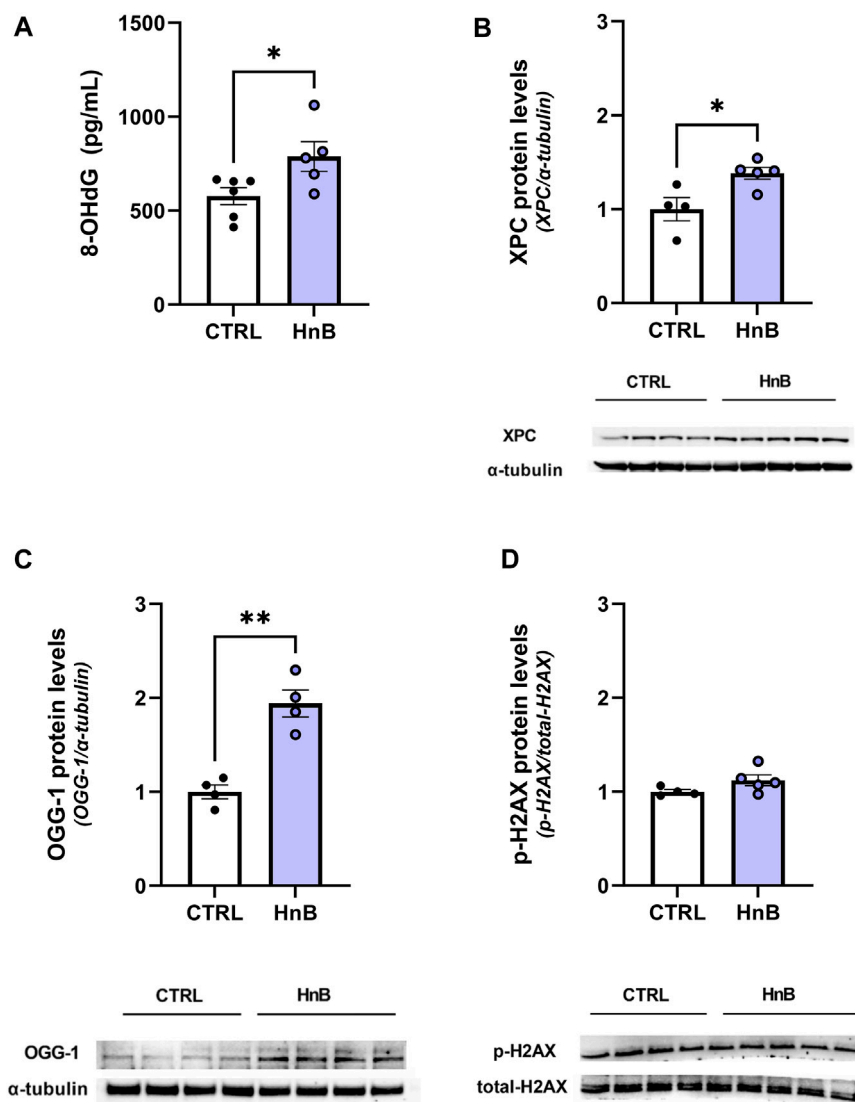 A
8-OHdG (pg/mL)
1500
1000
500
0
*
CTRL HnB
B
XPC protein levels
(XPC/α-tubulin)
3
2
1
0
*
CTRL HnB
CTRL HnB
XPC
α-tubulin
C
OGG-1 protein levels
(OGG-1/α-tubulin)
3
2
1
0
**
CTRL HnB
CTRL HnB
OGG-1
α-tubulin
D
p-H2AX protein levels
(p-H2AX/total-H2AX)
3
2
1
0
CTRL HnB
CTRL HnB
p-H2AX
total-H2AX